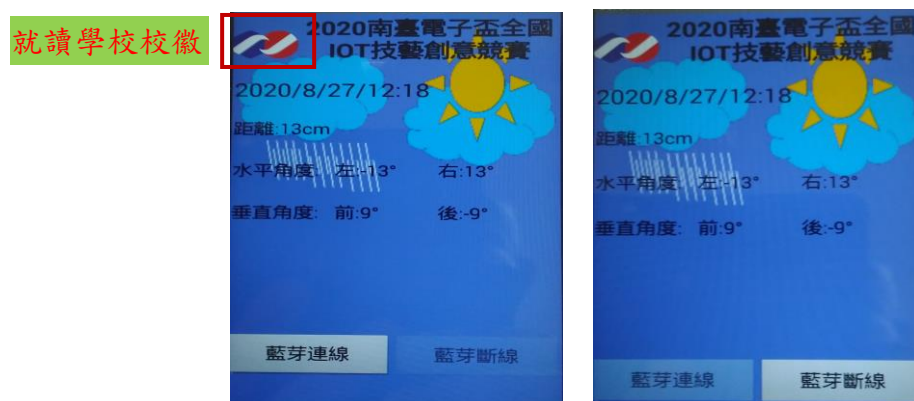 就讀學校校徽
2020南臺電子盃全國
IOT技藝創意競賽
2020/8/27/12:18
距離:13cm
水平角度: 左:-13° 右:13°
垂直角度: 前:9° 後:-9°
藍芽連線 藍芽斷線
2020南臺電子盃全國
IOT技藝創意競賽
2020/8/27/12:18
距離:13cm
水平角度: 左:-13° 右:13°
垂直角度: 前:9° 後:-9°
藍芽連線 藍芽斷線